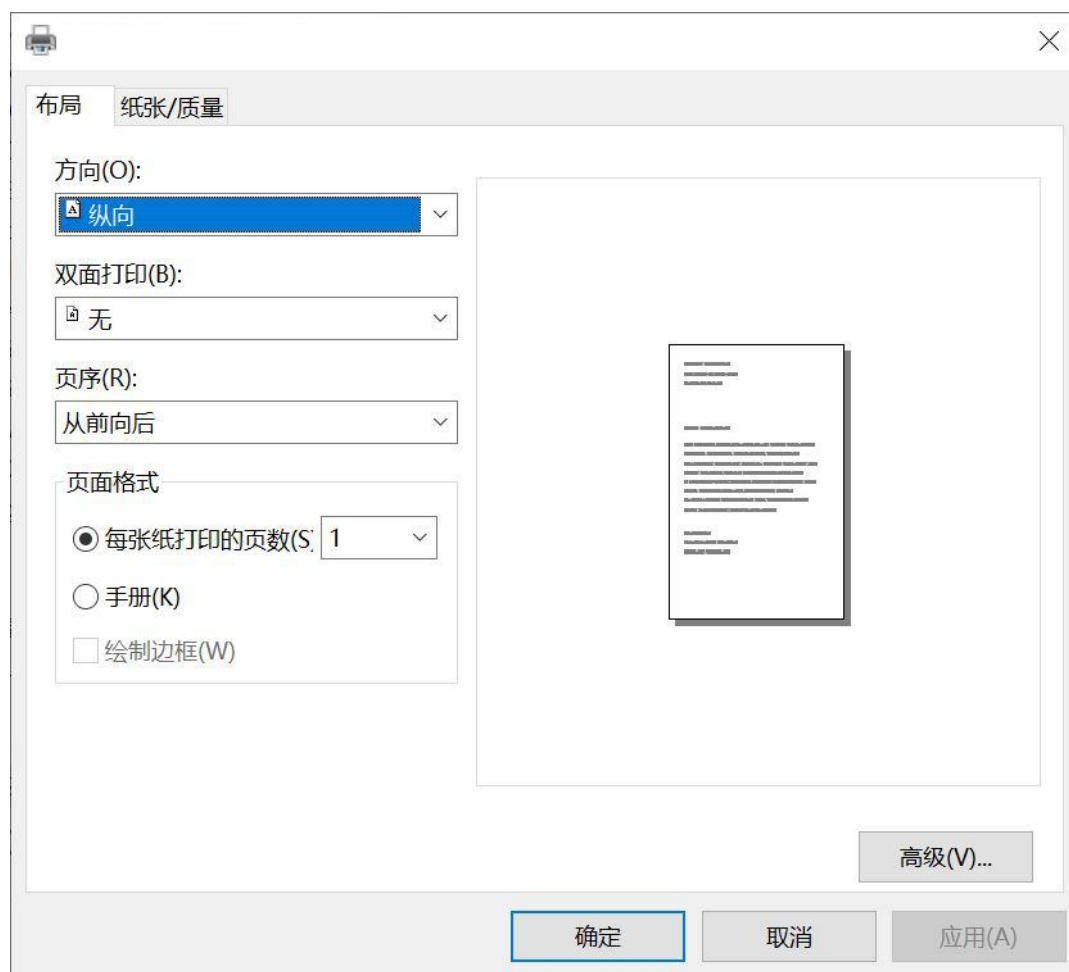 布局
纸张/质量
方向(O):
纵向
双面打印(B):
无
页序(R):
从前向后
页面格式
每张纸打印的页数(S) 1
手册(K)
绘制边框(W)
高级(V)...
确定
取消
应用(A)